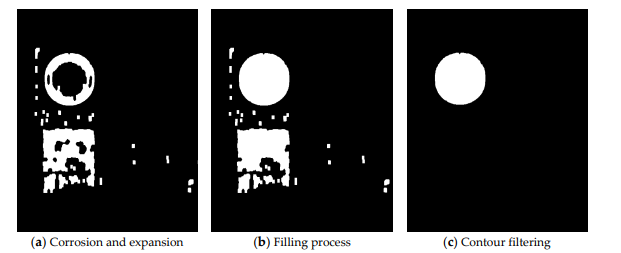 (a) Corrosion and expansion
(b) Filling process
(c) Contour filtering